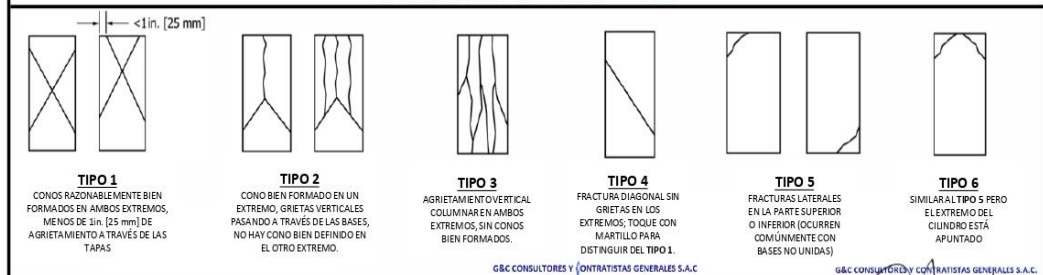 <1in. [25 mm]
TIPO 1
CONOS RAZONABLEMENTE BIEN
FORMADOS EN AMBOS EXTREMOS,
MENOS DE 1in. [25 mm] DE
AGRIETAMIENTO A TRAVÉS DE LAS
TAPAS
TIPO 2
CONO BIEN FORMADO EN UN
EXTREMO, GRIETAS VERTICALES
PASANDO A TRAVÉS DE LAS BASES,
NO HAY CONO BIEN DEFINIDO EN
EL OTRO EXTREMO.
TIPO 3
AGRIETAMIENTO VERTICAL
COLUMNAR EN AMBOS
EXTREMOS, SIN CONOS
BIEN FORMADOS.
TIPO 4
FRACTURA DIAGONAL SIN
GRIETAS EN LOS
EXTREMOS; TOQUE CON
MARTILLO PARA
DISTINGUIR DEL TIPO 1.
TIPO 5
FRACTURAS LATERALES
EN LA PARTE SUPERIOR
O INFERIOR (OCURREN
COMÚNMENTE CON
BASES NO UNIDAS)
TIPO 6
SIMILAR AL TIPO 5 PERO
EL EXTREMO DEL
CILINDRO ESTÁ
APUNTADO
G&C CONSULTORES Y CONTRATISTAS GENERALES S.A.C
G&C CONSULTORES Y CONTRATISTAS GENERALES S.A.C.